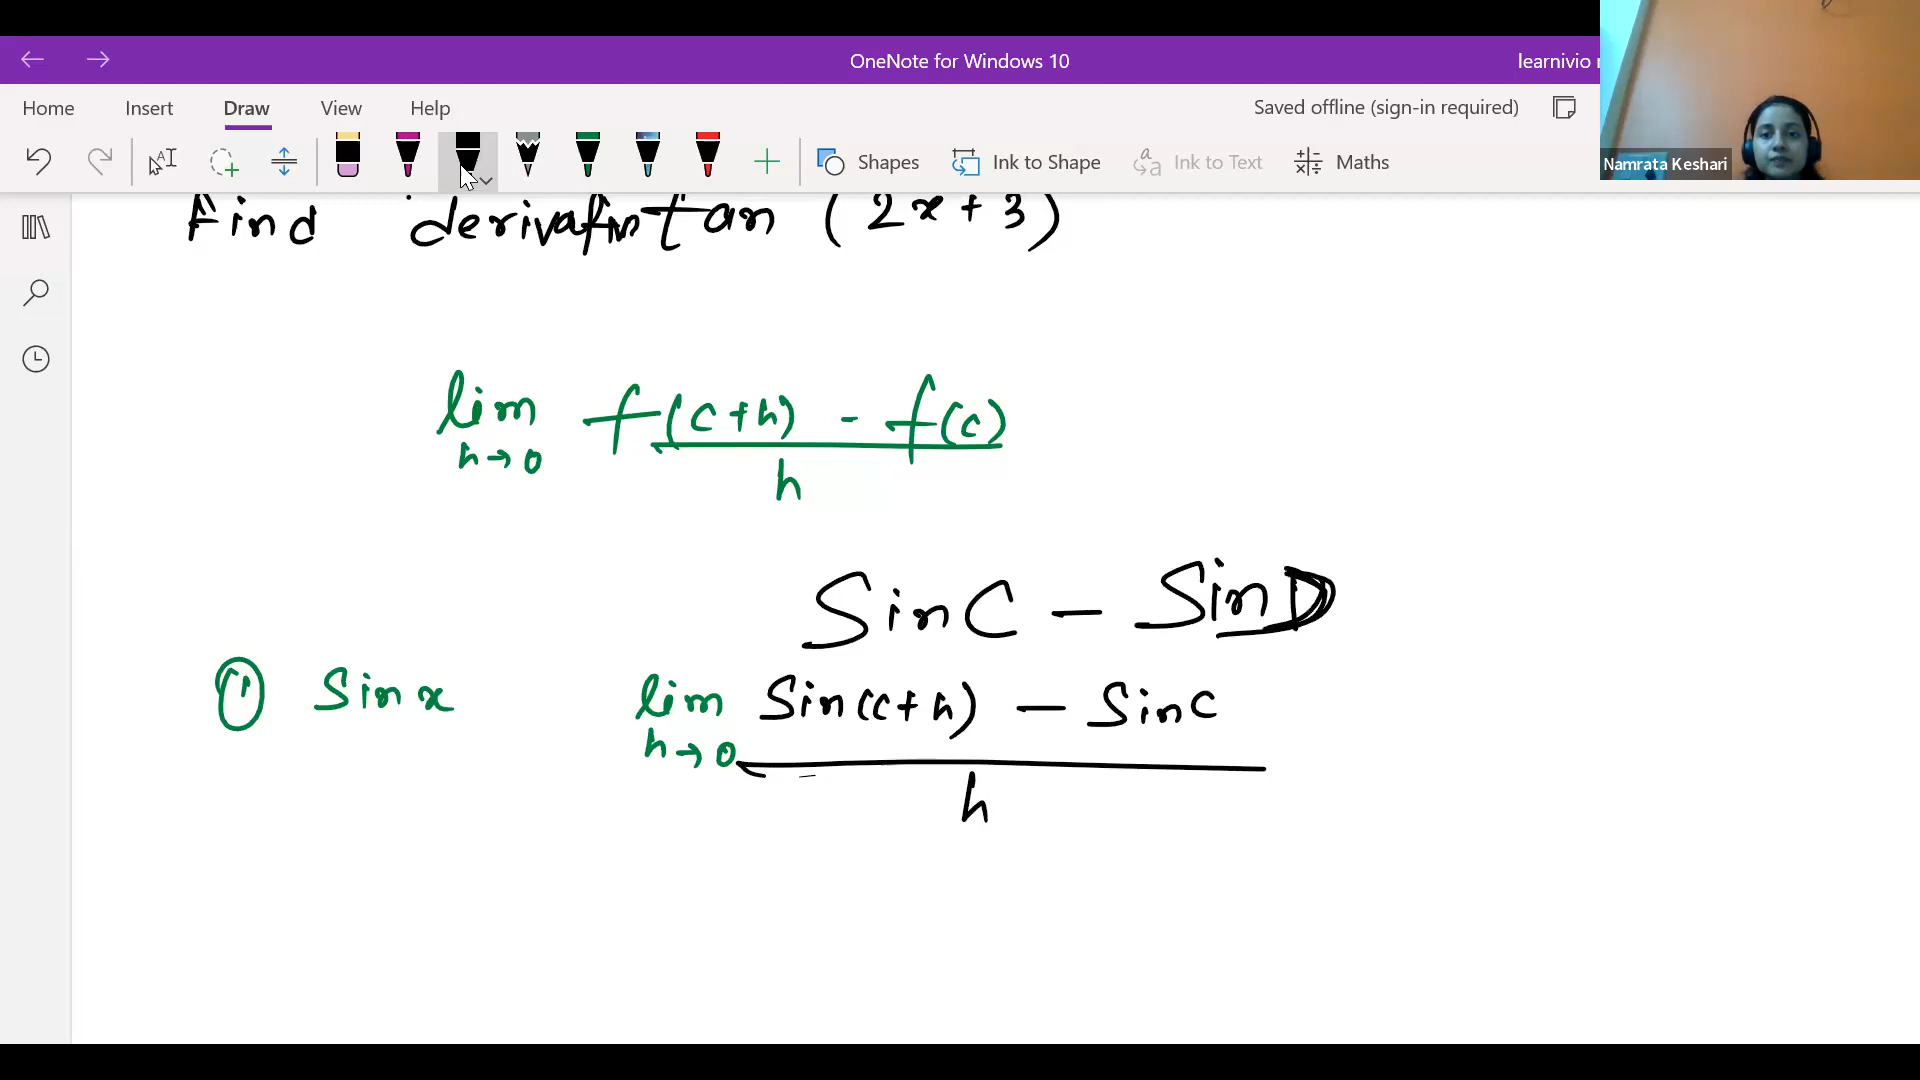 OneNote for Windows 10
learnivio
Home Insert Draw View Help
Saved offline (sign-in required)
Shapes Ink to Shape Ink to Text Maths
Namrata Keshari
Find tan (2x+3)
lim f(c+h) - f(c)
h→0 h
Sin C - Sin D
(1) Sin x lim Sin(c+h) - Sin C
h→0 h